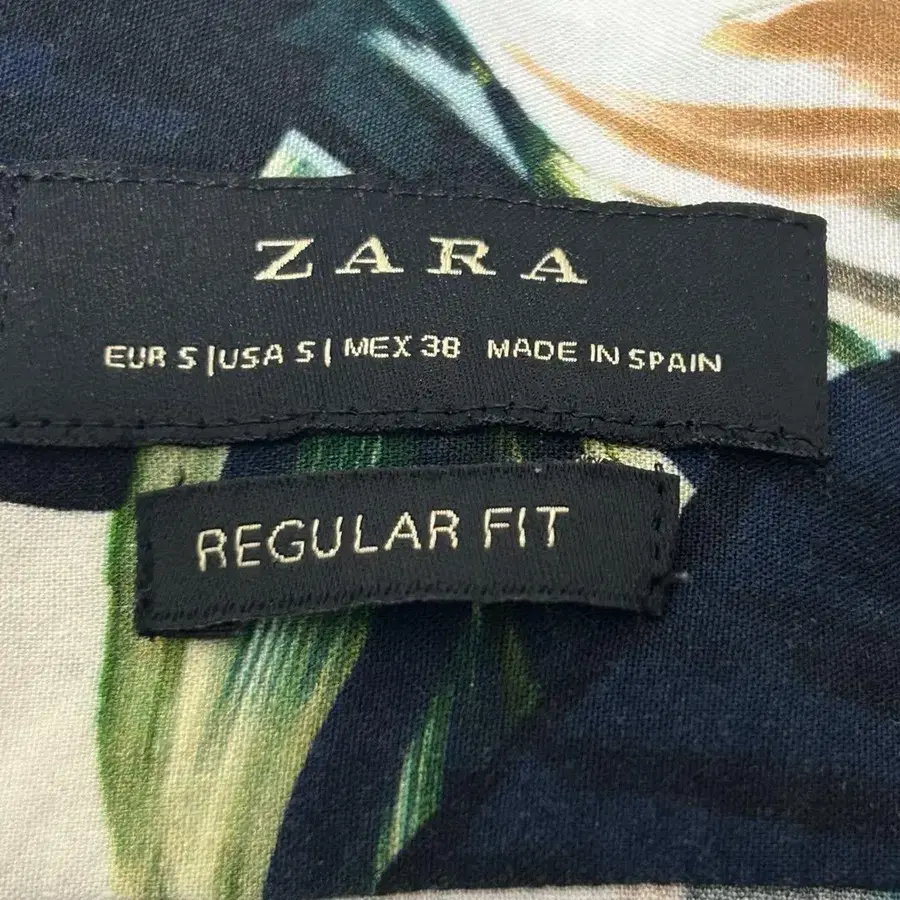 ZARA
EUR S | USA S | MEX 38 MADE IN SPAIN
REGULAR FIT